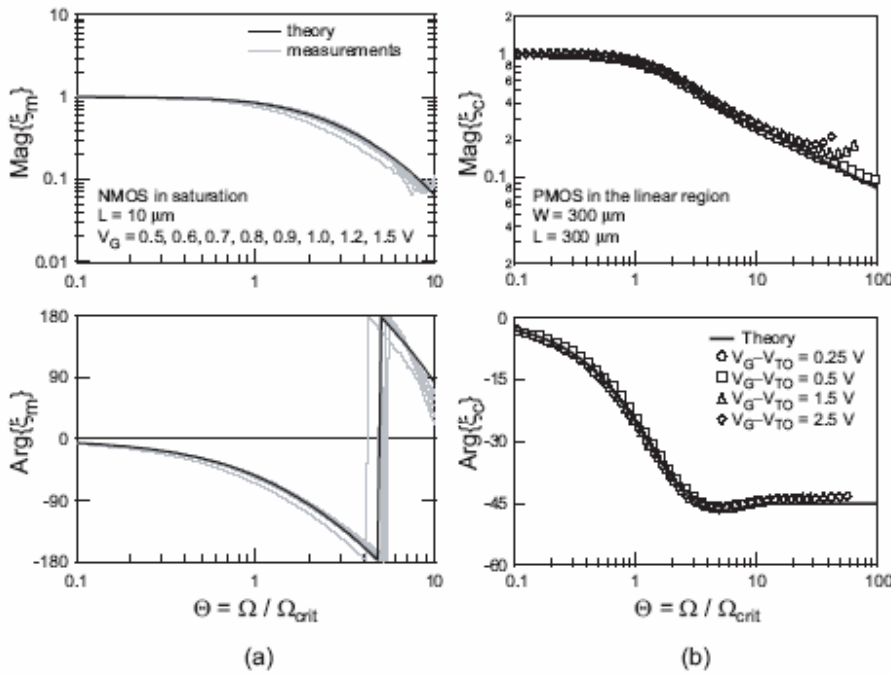 10
1
0.1
0.01
Mag{ξm}
theory
measurements
NMOS in saturation
L = 10 µm
VG = 0.5, 0.6, 0.7, 0.8, 0.9, 1.0, 1.2, 1.5 V
0.1 1 10
180
90
0
-90
-180
Arg{ξm}
0.1 1 10
Θ = Ω / Ωcrit
(a)
2
1
8
6
4
2
0.1
8
6
4
2
Mag{ξc}
PMOS in the linear region
W = 300 µm
L = 300 µm
0.1 1 10 100
0
-15
-30
-45
-60
Arg{ξc}
Theory
VG–VTO = 0.25 V
VG–VTO = 0.5 V
VG–VTO = 1.5 V
VG–VTO = 2.5 V
0.1 1 10 100
Θ = Ω / Ωcrit
(b)